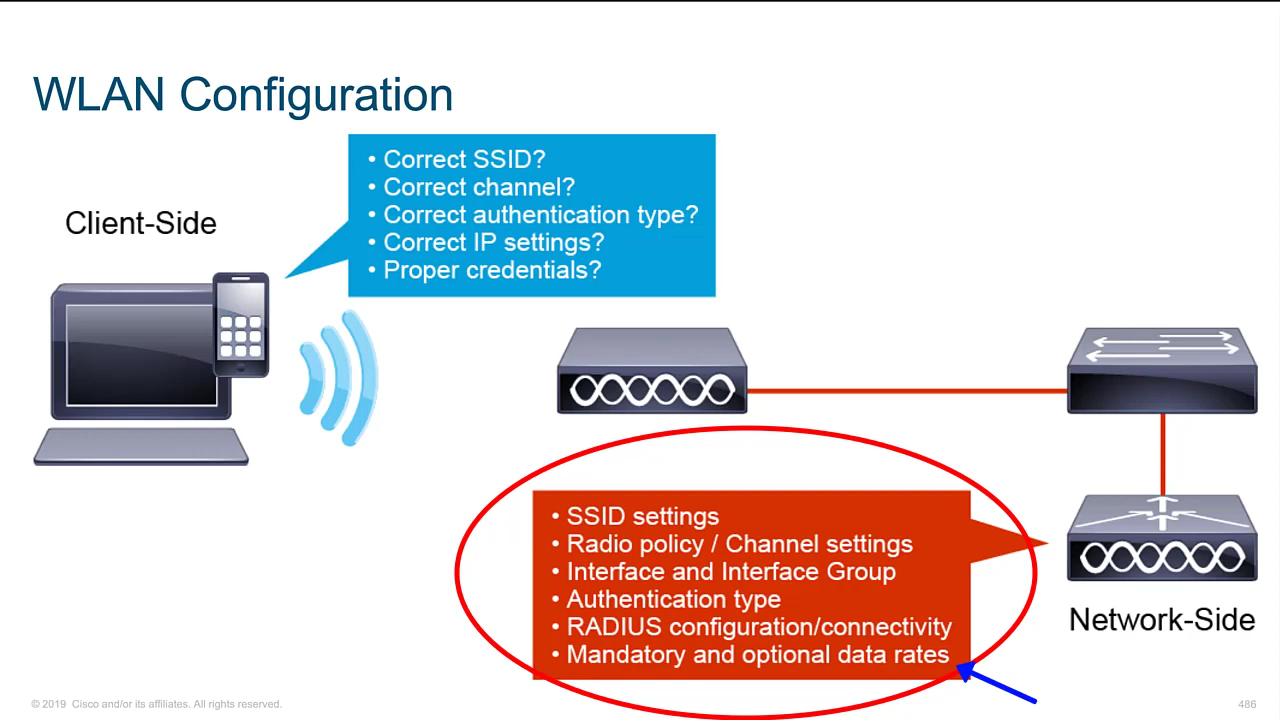 WLAN Configuration
• Correct SSID?
• Correct channel?
• Correct authentication type?
• Correct IP settings?
• Proper credentials?
Client-Side
• SSID settings
• Radio policy / Channel settings
• Interface and Interface Group
• Authentication type
• RADIUS configuration/connectivity
• Mandatory and optional data rates
Network-Side
© 2019 Cisco and/or its affiliates. All rights reserved.
486